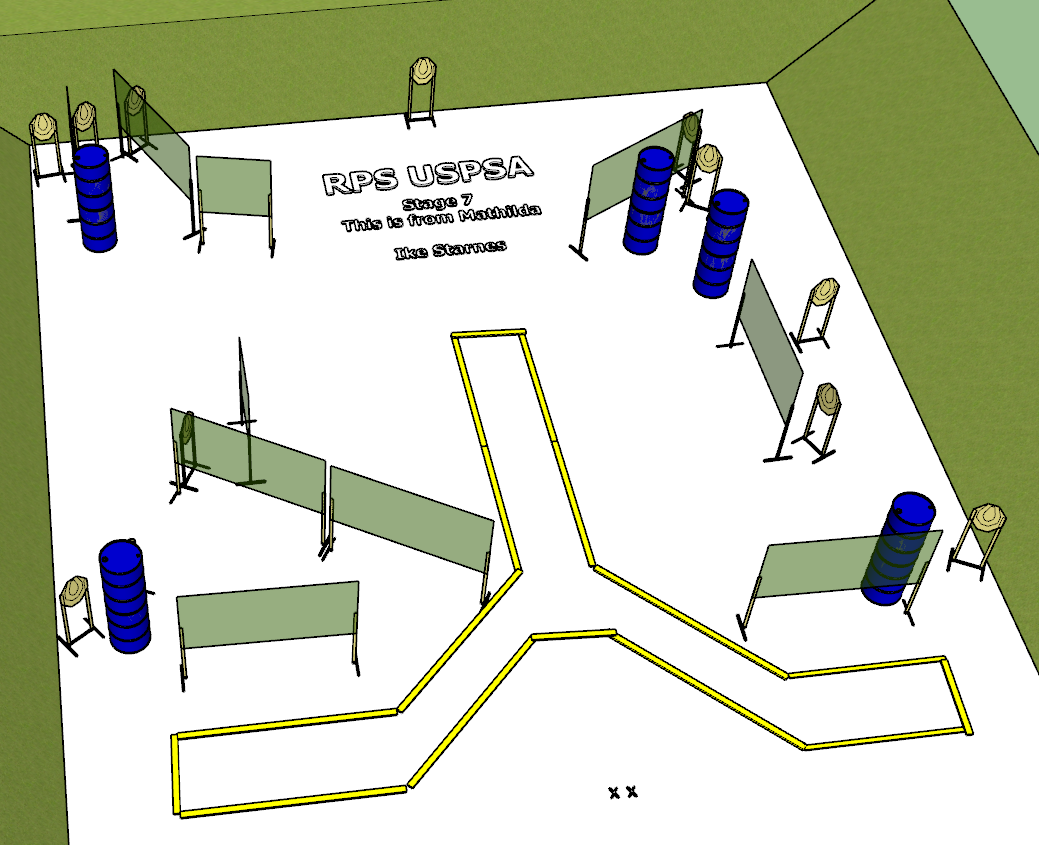 RPS USPSA
Stage 7
This is from Mathilda
Ike Starnes
X X